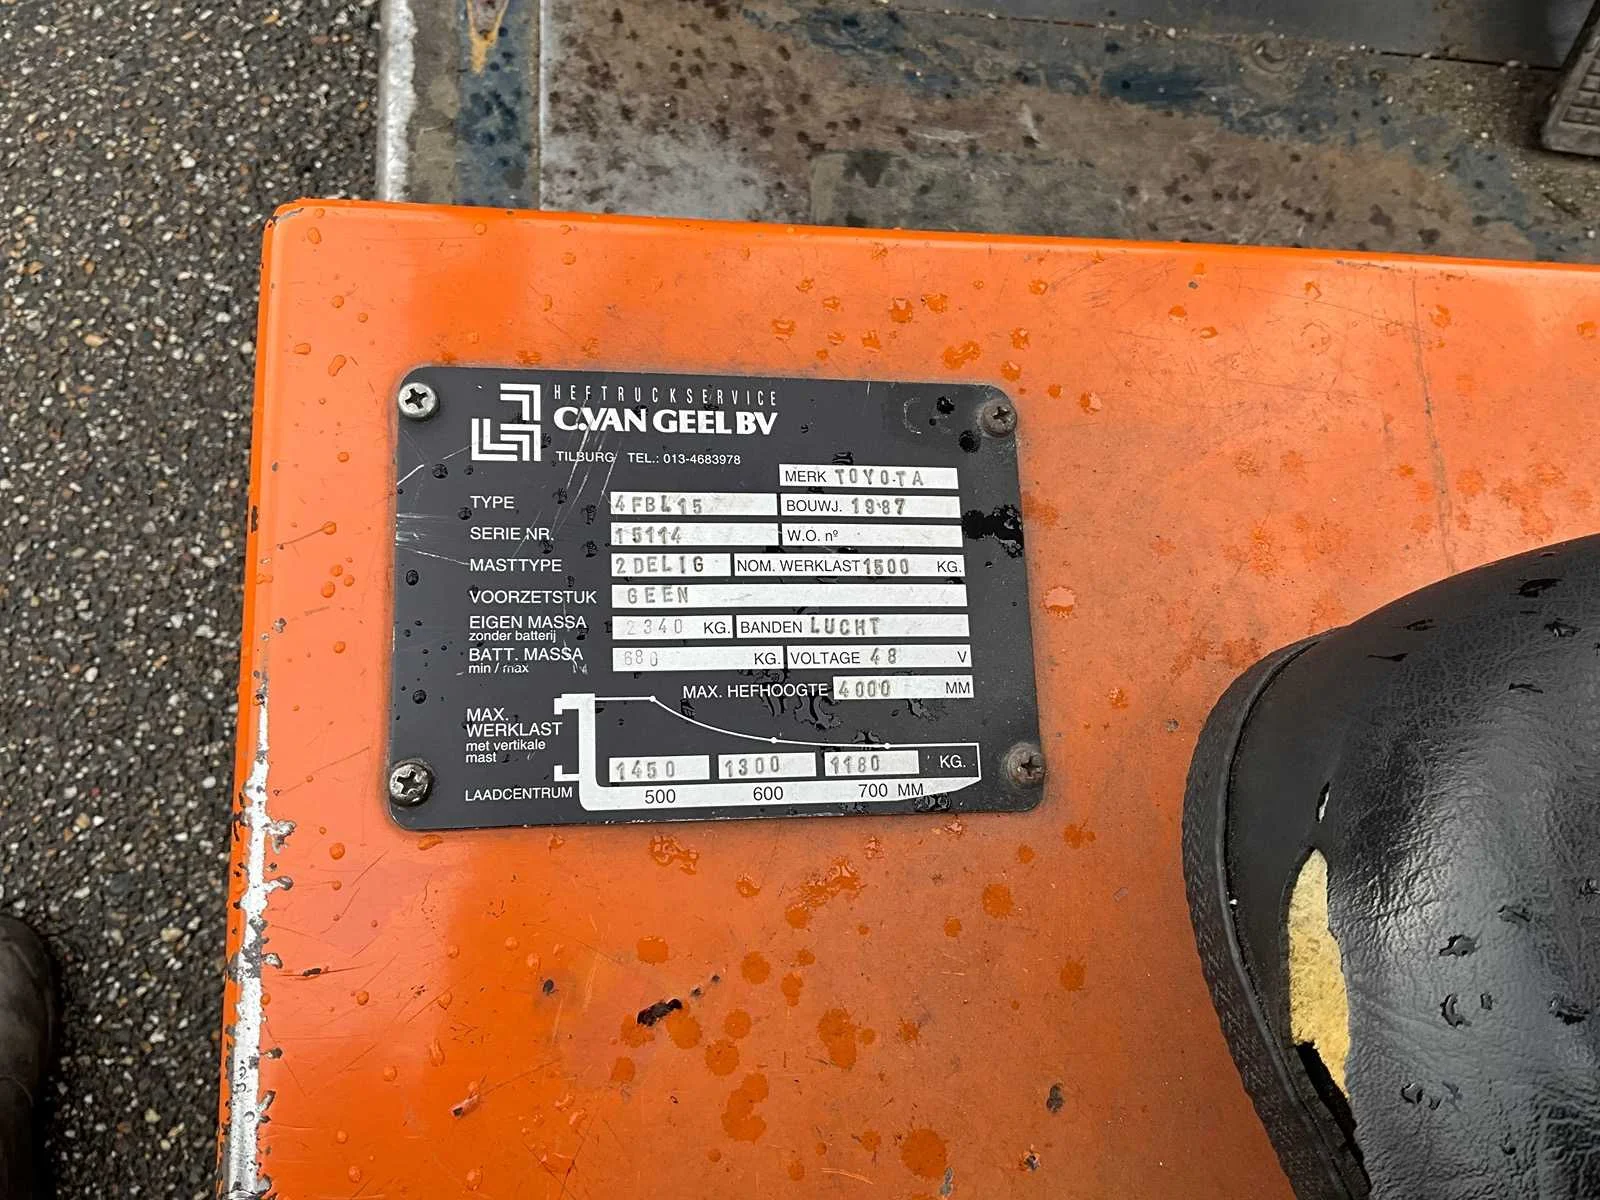 HEFTRUCKSERVICE
C.VAN GEEL BV
TILBURG TEL.: 013-4683978
MERK TOYOTA
TYPE 4FBL15 BOUWJ. 1987
SERIE NR. 15114 W.O. nº
MASTTYPE 2DELIG NOM. WERKLAST 1500 KG.
VOORZETSTUK GEEN
EIGEN MASSA 2340 KG. BANDEN LUCHT
zonder batterij
BATT. MASSA 680 KG. VOLTAGE 48 V
min / max
MAX. HEFHOOGTE 4000 MM
MAX.
WERKLAST
met vertikale
mast
1450 1300 1180 KG.
LAADCENTRUM 500 600 700 MM